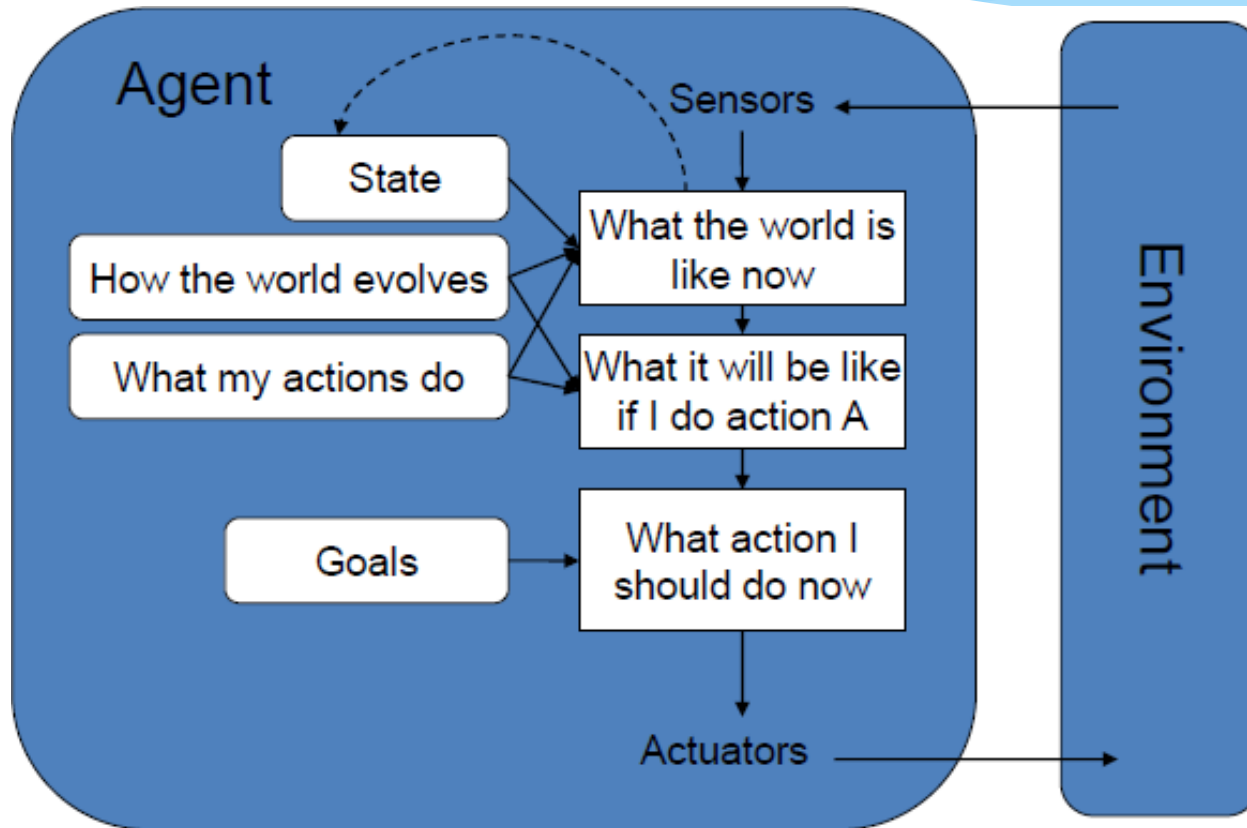 Agent
Sensors
State
What the world is
like now
How the world evolves
What my actions do
What it will be like
if I do action A
Goals
What action I
should do now
Actuators
Environment